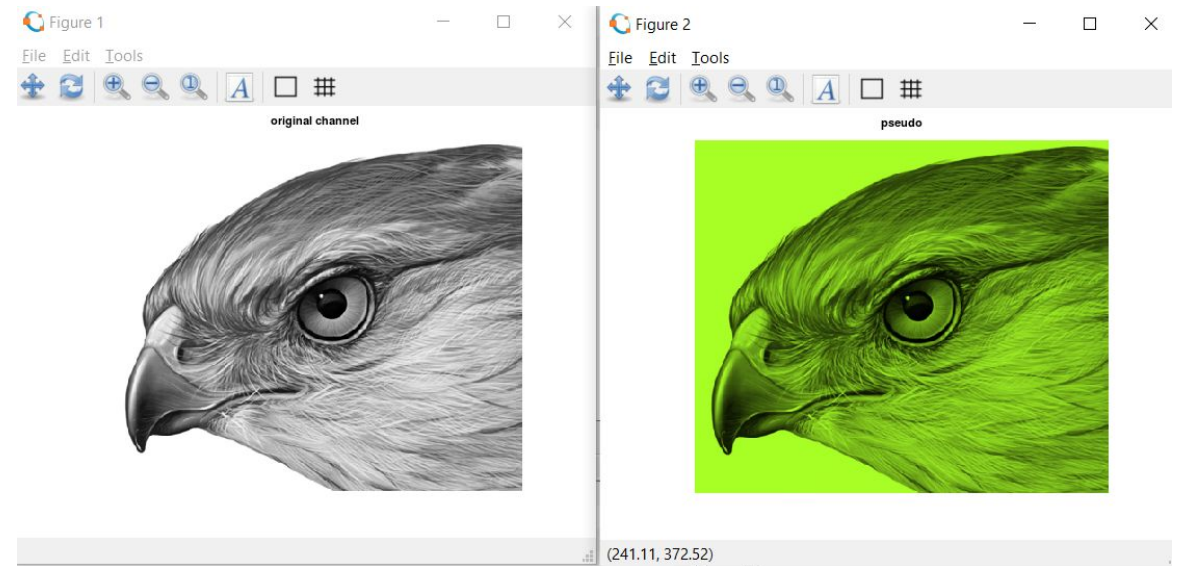 Figure 1
File Edit Tools
A
original channel
Figure 2
File Edit Tools
A
pseudo
(241.11, 372.52)